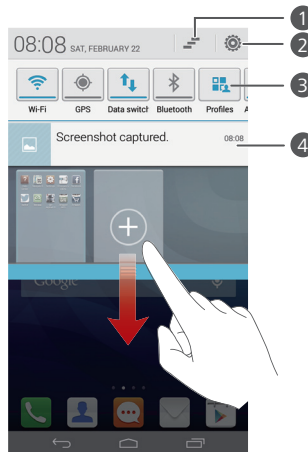 1
08:08 SAT, FEBRUARY 22
2
Wi-Fi
GPS
Data switch
Bluetooth
Profiles
A
3
Screenshot captured.
08:08
4
Google